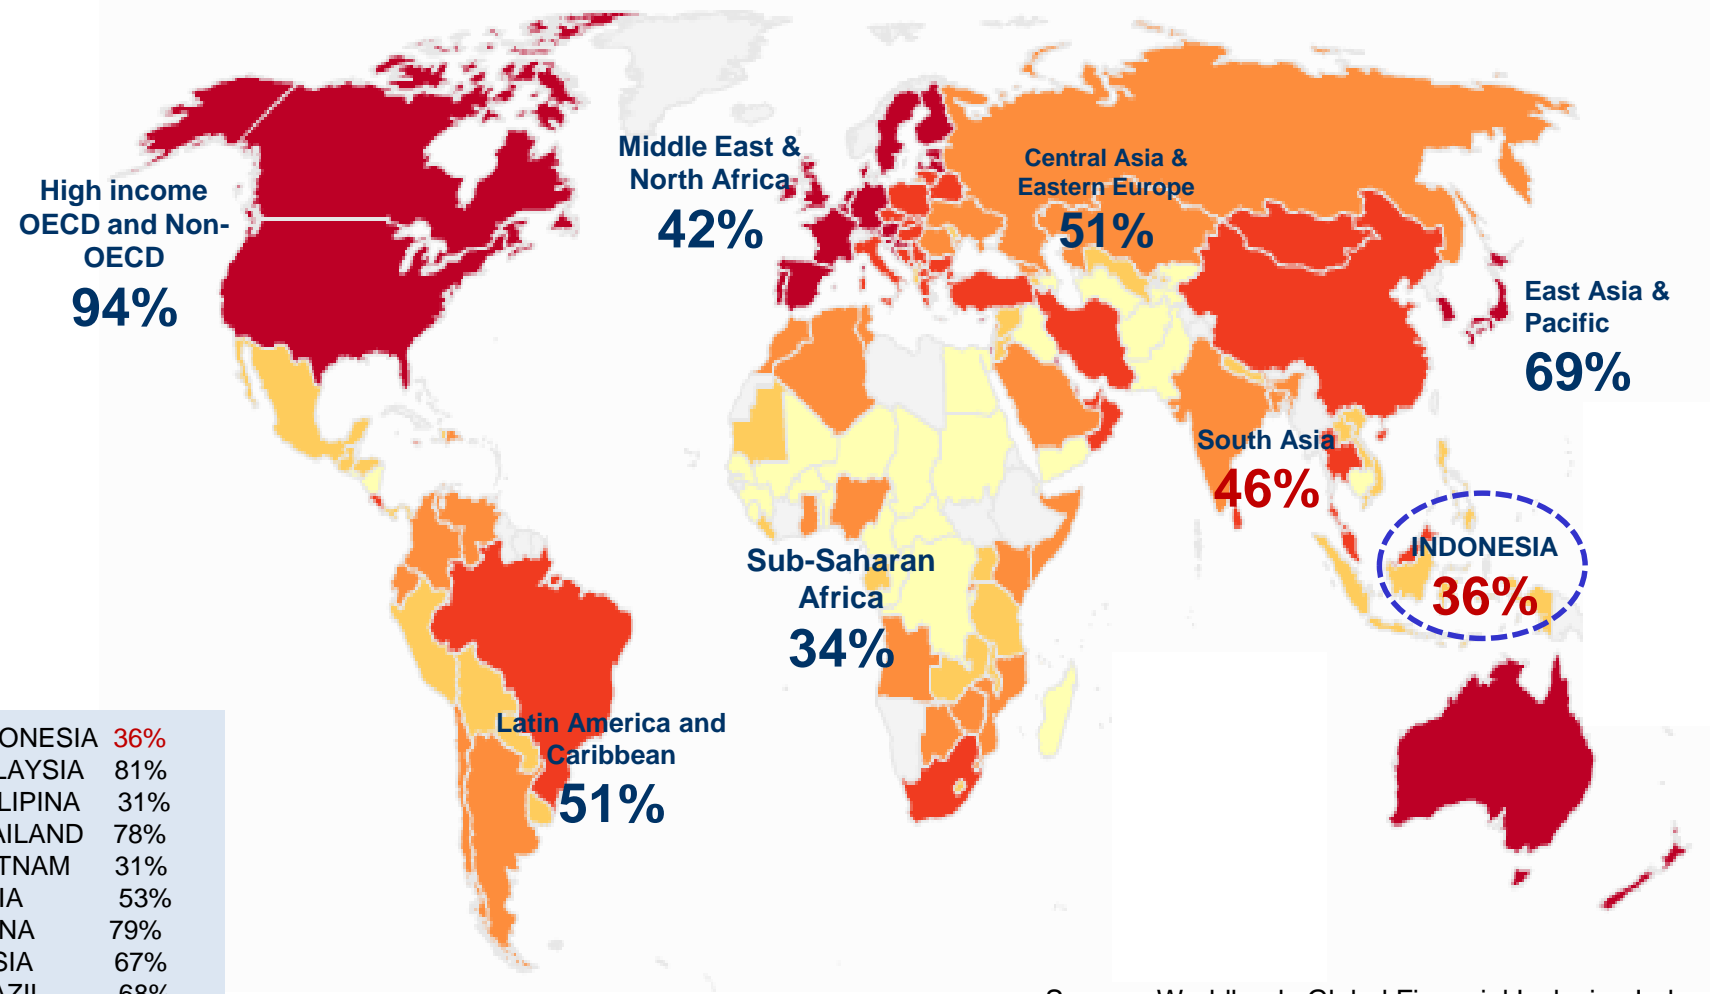 High income
OECD and Non-
OECD
94%
Middle East &
North Africa
42%
Central Asia &
Eastern Europe
51%
East Asia &
Pacific
69%
South Asia
46%
INDONESIA
36%
Sub-Saharan
Africa
34%
Latin America and
Caribbean
51%
ONESIA 36%
LAYSIA 81%
LIPINA 31%
AILAND 78%
TNAM 31%
IA 53%
NA 79%
SIA 67%
AZIL 68%